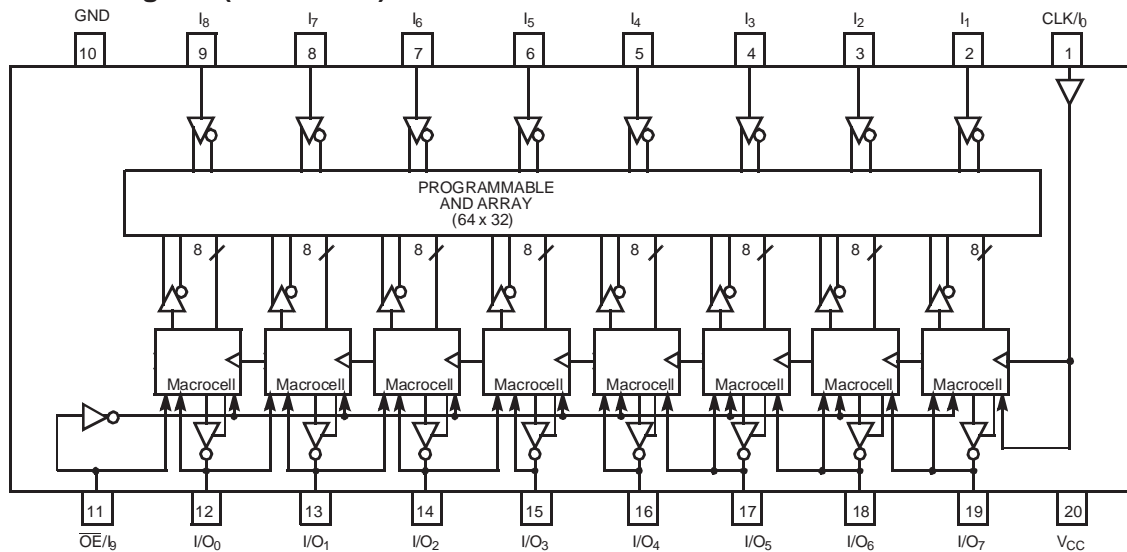 GND I8 I7 I6 I5 I4 I3 I2 I1 CLK/I0
10 9 8 7 6 5 4 3 2 1
PROGRAMMABLE
AND ARRAY
(64 x 32)
8 8 8 8 8 8 8 8
Macrocell Macrocell Macrocell Macrocell Macrocell Macrocell Macrocell Macrocell
11 12 13 14 15 16 17 18 19 20
OE/I9 I/O0 I/O1 I/O2 I/O3 I/O4 I/O5 I/O6 I/O7 VCC